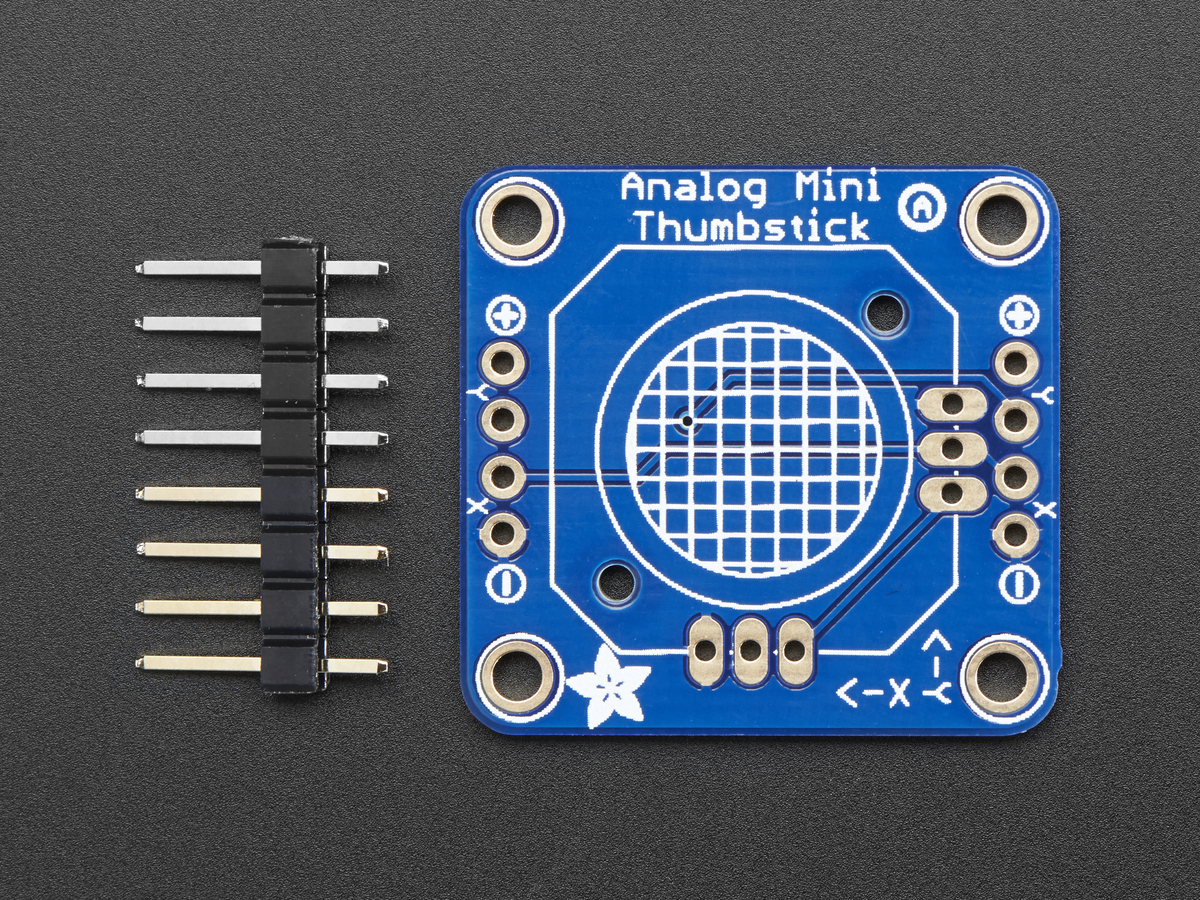 Analog Mini
Thumbstick
A
+
+
Y
Y
X
X
-
-
<-Y
<-X